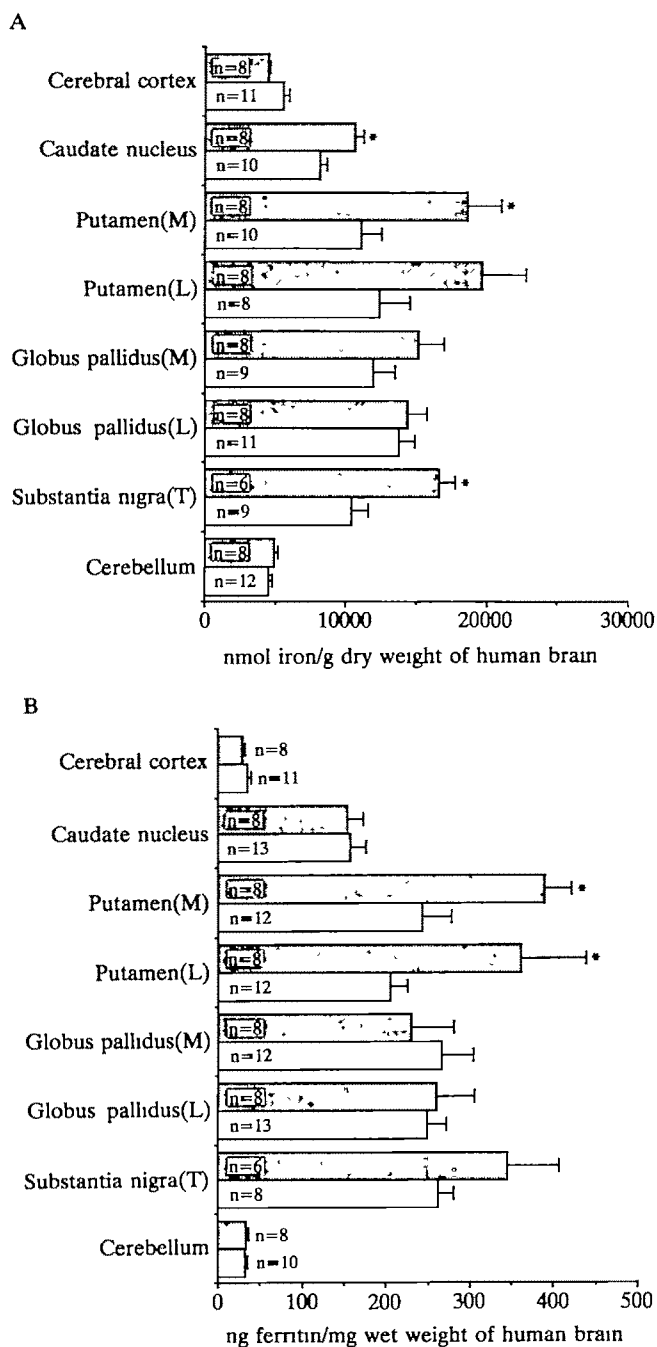 A
Cerebral cortex
n=8
n=11
Caudate nucleus
n=8
*
n=10
Putamen(M)
n=8
*
n=10
Putamen(L)
n=8
n=8
Globus pallidus(M)
n=8
n=9
Globus pallidus(L)
n=8
n=11
Substantia nigra(T)
n=6
*
n=9
Cerebellum
n=8
n=12
0 10000 20000 30000
nmol iron/g dry weight of human brain
B
Cerebral cortex
n=8
n=11
Caudate nucleus
n=8
n=13
Putamen(M)
n=8
*
n=12
Putamen(L)
n=8
*
n=12
Globus pallidus(M)
n=8
n=12
Globus pallidus(L)
n=8
n=13
Substantia nigra(T)
n=6
n=8
Cerebellum
n=8
n=10
0 100 200 300 400 500
ng ferritin/mg wet weight of human brain